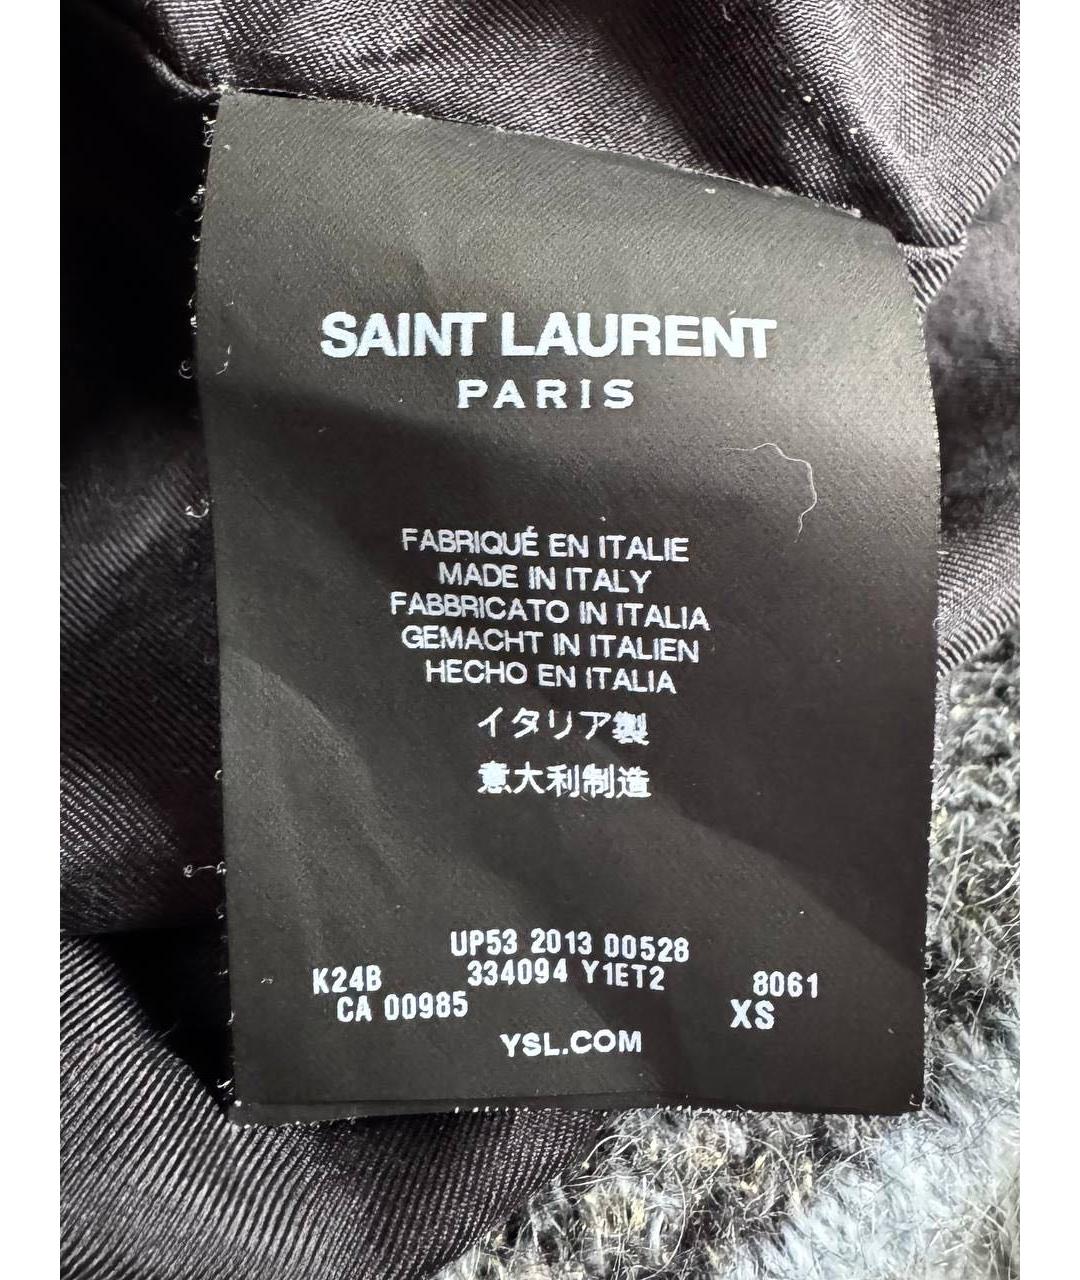 SAINT LAURENT
PARIS
FABRIQUÉ EN ITALIE
MADE IN ITALY
FABBRICATO IN ITALIA
GEMACHT IN ITALIEN
HECHO EN ITALIA
イタリア製
意大利制造
UP53 2013 00528
K24B 334094 Y1ET2 8061
CA 00985 XS
YSL.COM